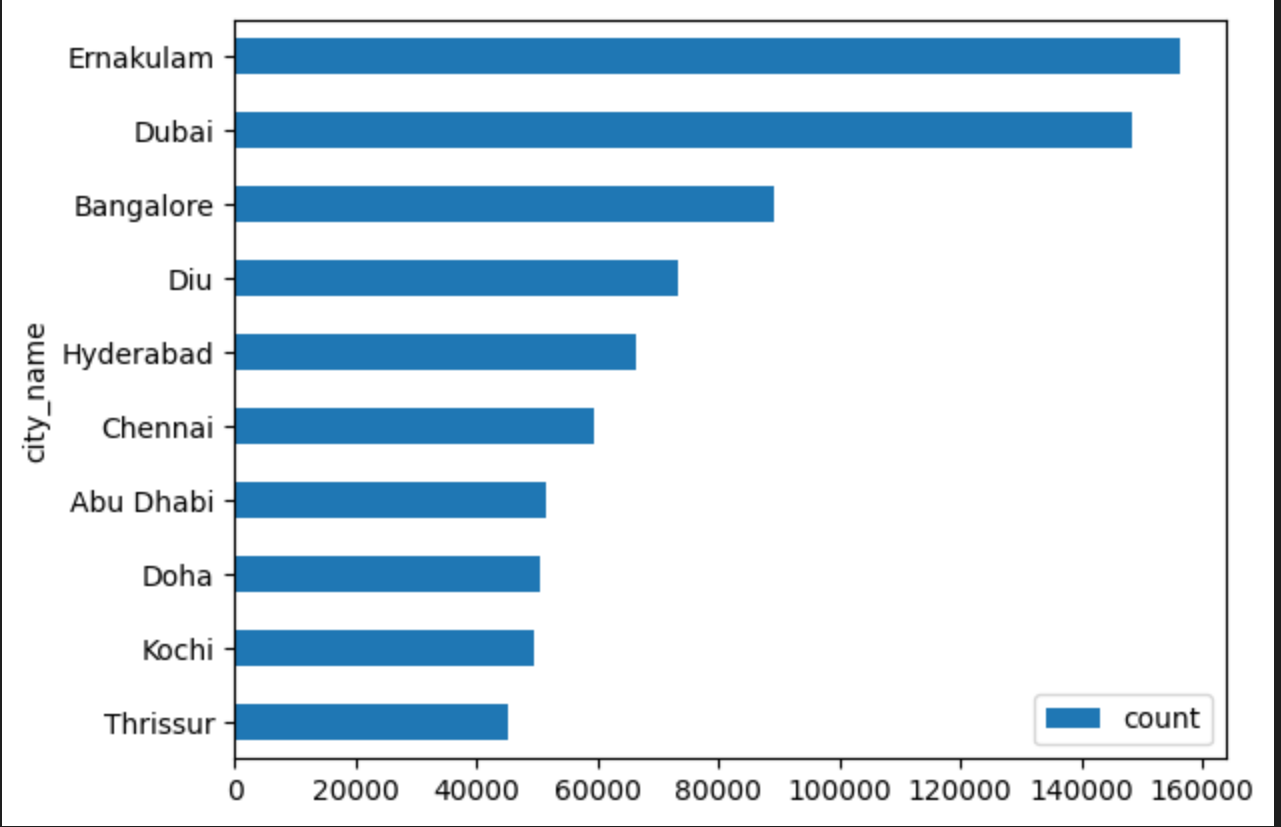 Ernakulam
Dubai
Bangalore
Diu
Hyderabad
Chennai
Abu Dhabi
Doha
Kochi
Thrissur
city_name
count
0 20000 40000 60000 80000 100000 120000 140000 160000